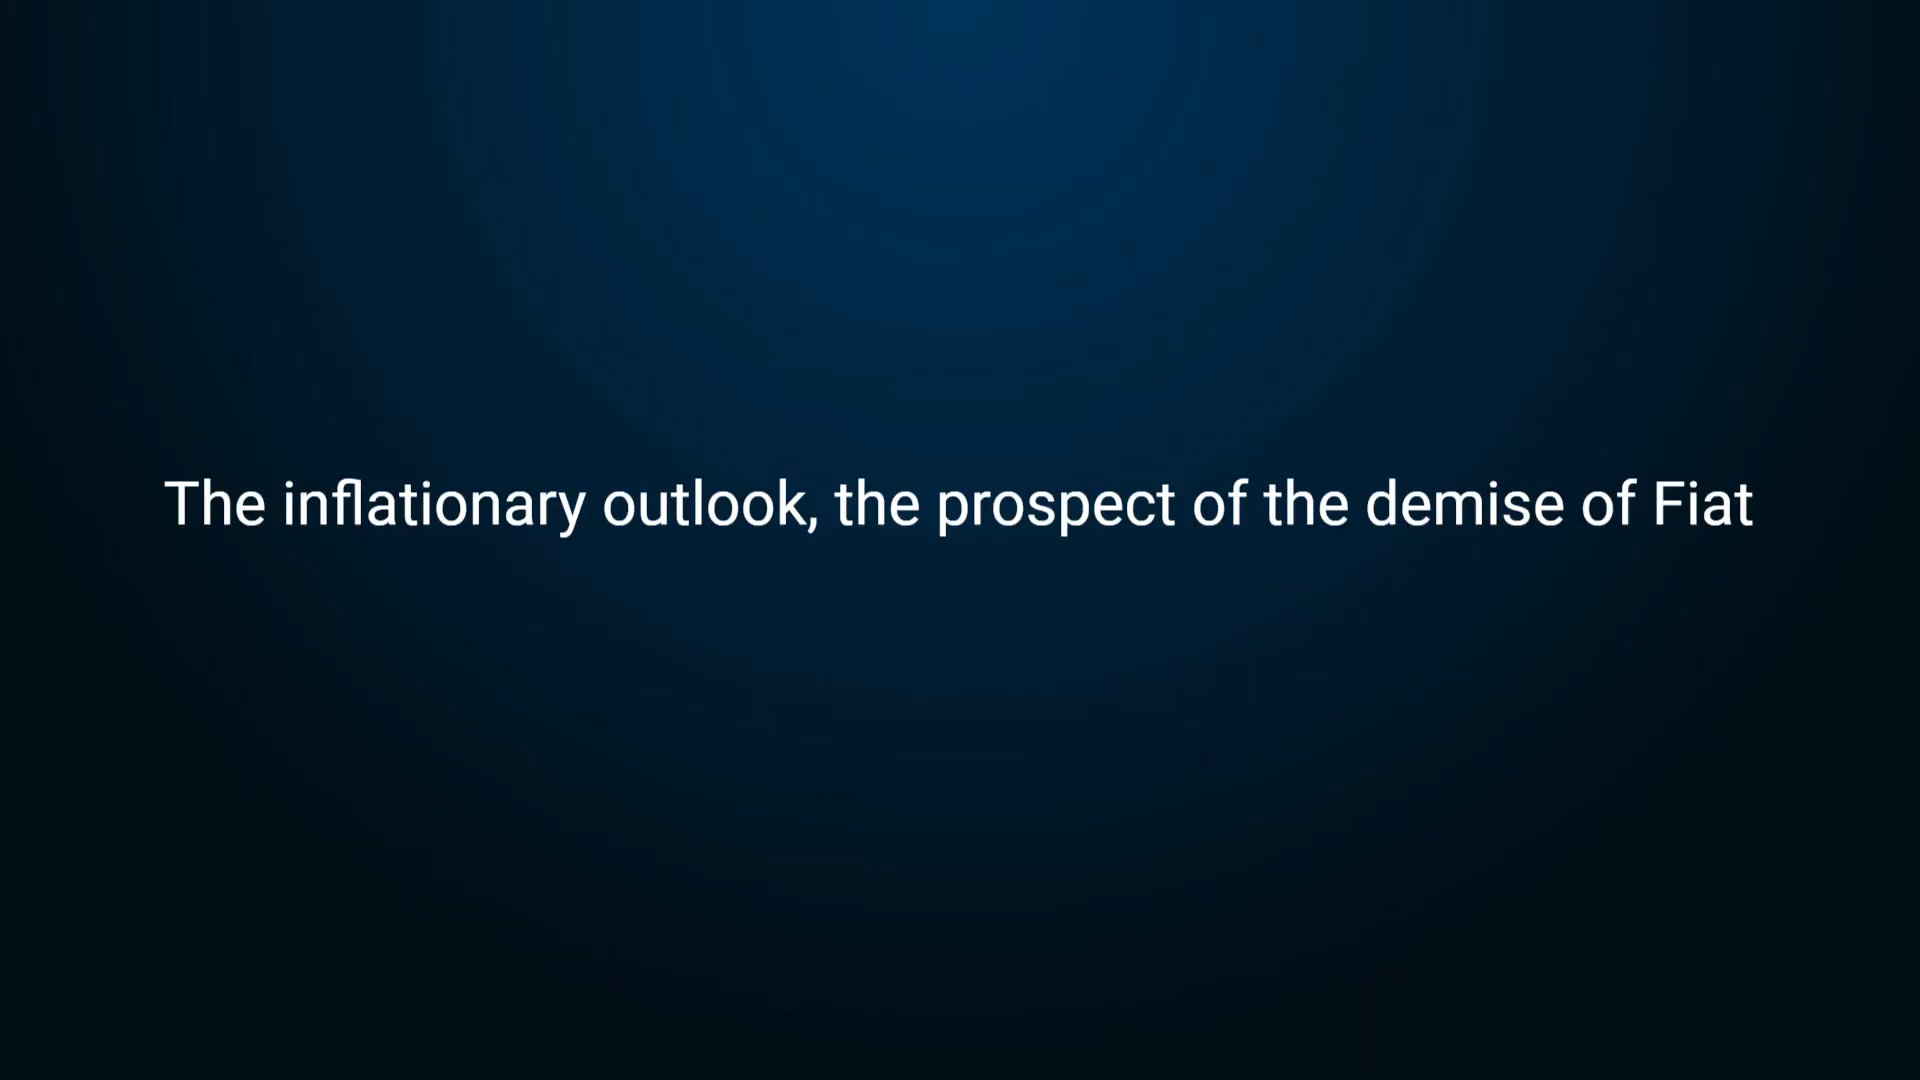 The inflationary outlook, the prospect of the demise of Fiat